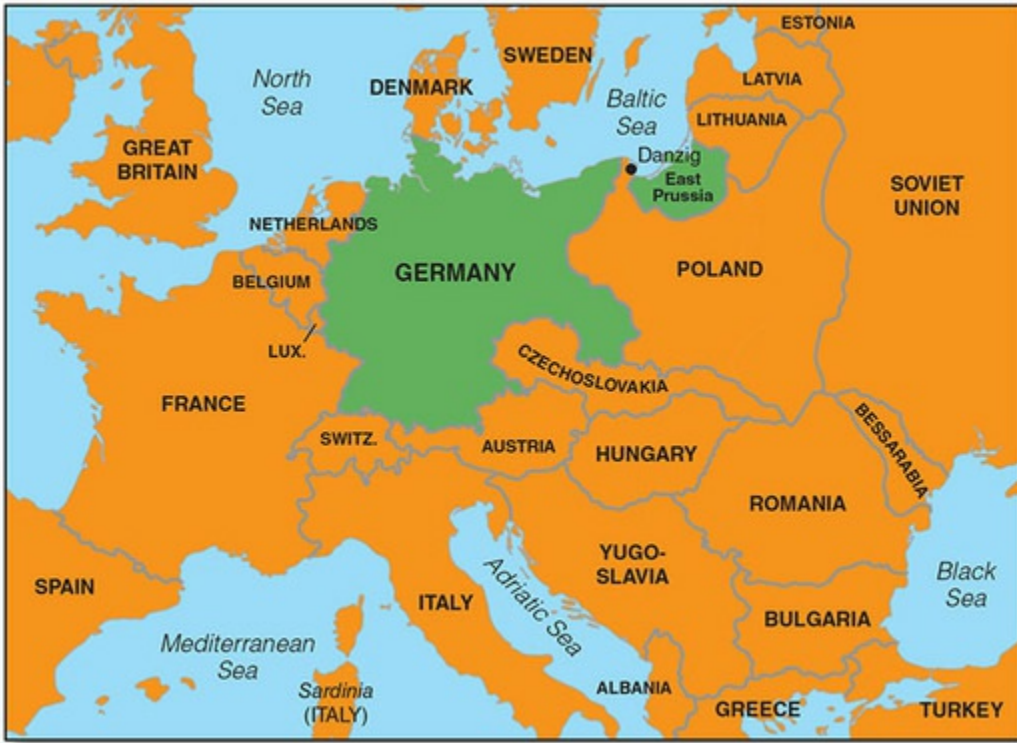 ESTONIA
SWEDEN
North
Sea
DENMARK
LATVIA
Baltic
Sea
LITHUANIA
GREAT
BRITAIN
Danzig
East
Prussia
SOVIET
UNION
NETHERLANDS
GERMANY
POLAND
BELGIUM
LUX.
CZECHOSLOVAKIA
FRANCE
SWITZ.
AUSTRIA
HUNGARY
BESSARABIA
ROMANIA
YUGO-
SLAVIA
SPAIN
ITALY
Adriatic Sea
Black
Sea
BULGARIA
Mediterranean
Sea
Sardinia
(ITALY)
ALBANIA
GREECE
TURKEY